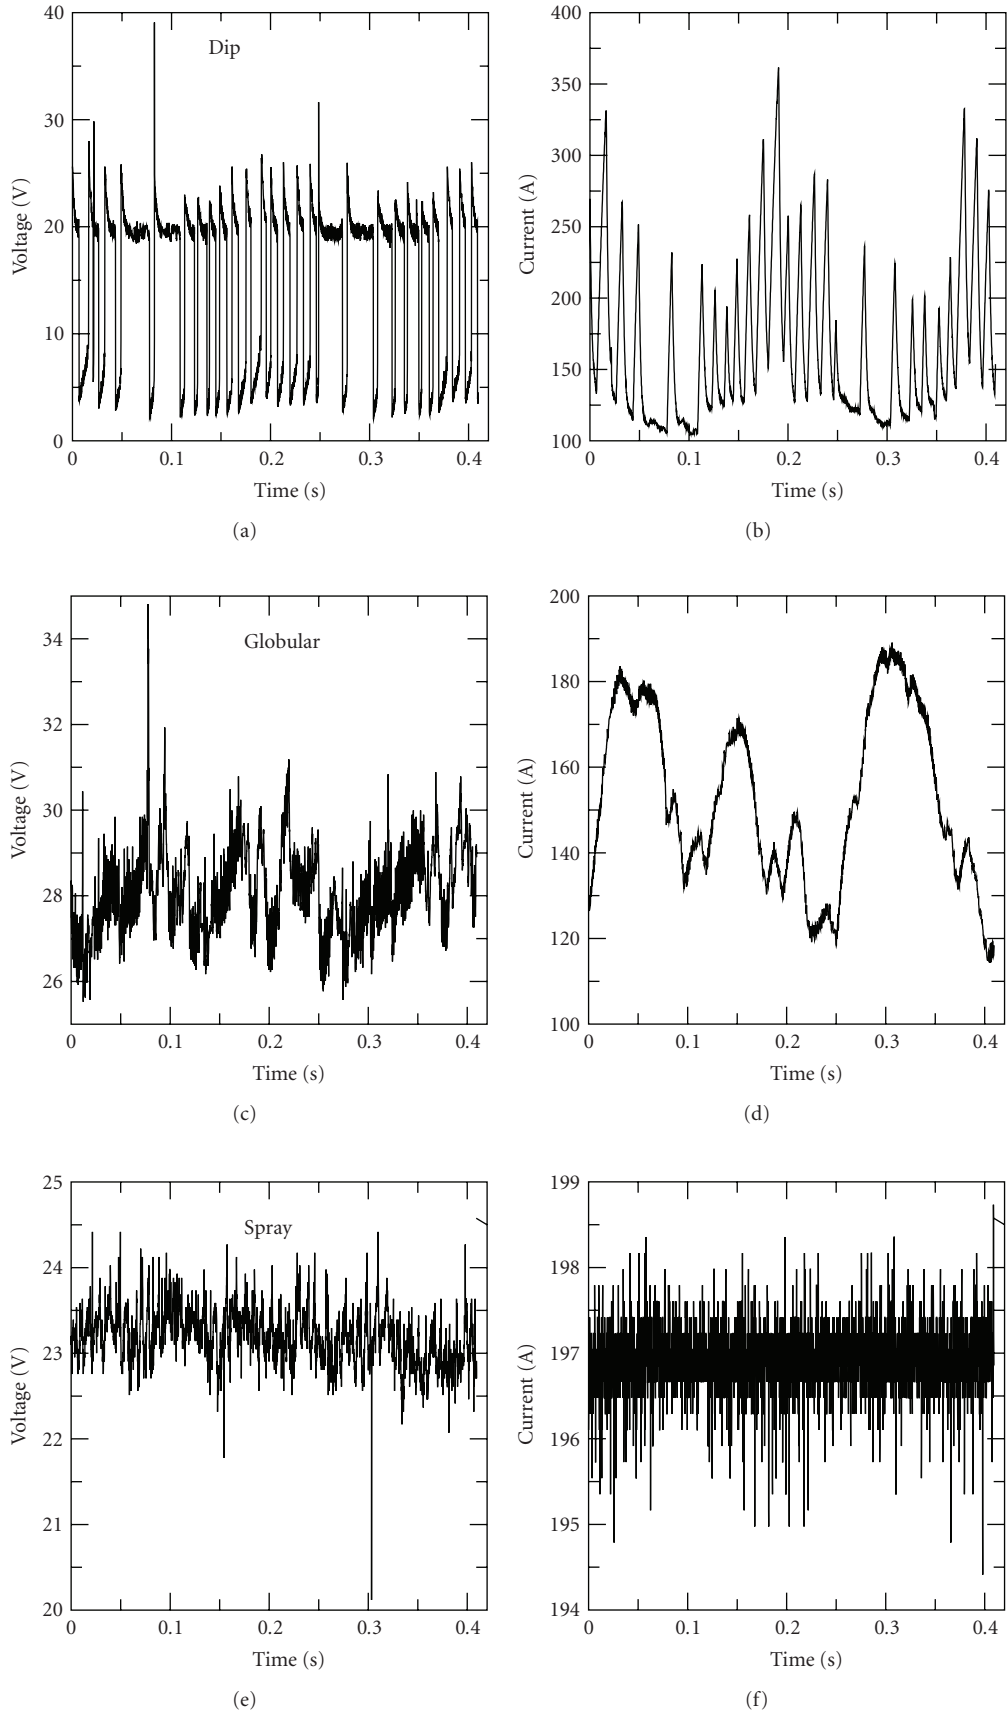 40
30
20
10
0
Voltage (V)
Dip
0 0.1 0.2 0.3 0.4
Time (s)
(a)
400
350
300
250
200
150
100
Current (A)
0 0.1 0.2 0.3 0.4
Time (s)
(b)
34
32
30
28
26
Voltage (V)
Globular
0 0.1 0.2 0.3 0.4
Time (s)
(c)
200
180
160
140
120
100
Current (A)
0 0.1 0.2 0.3 0.4
Time (s)
(d)
25
24
23
22
21
20
Voltage (V)
Spray
0 0.1 0.2 0.3 0.4
Time (s)
(e)
199
198
197
196
195
194
Current (A)
0 0.1 0.2 0.3 0.4
Time (s)
(f)